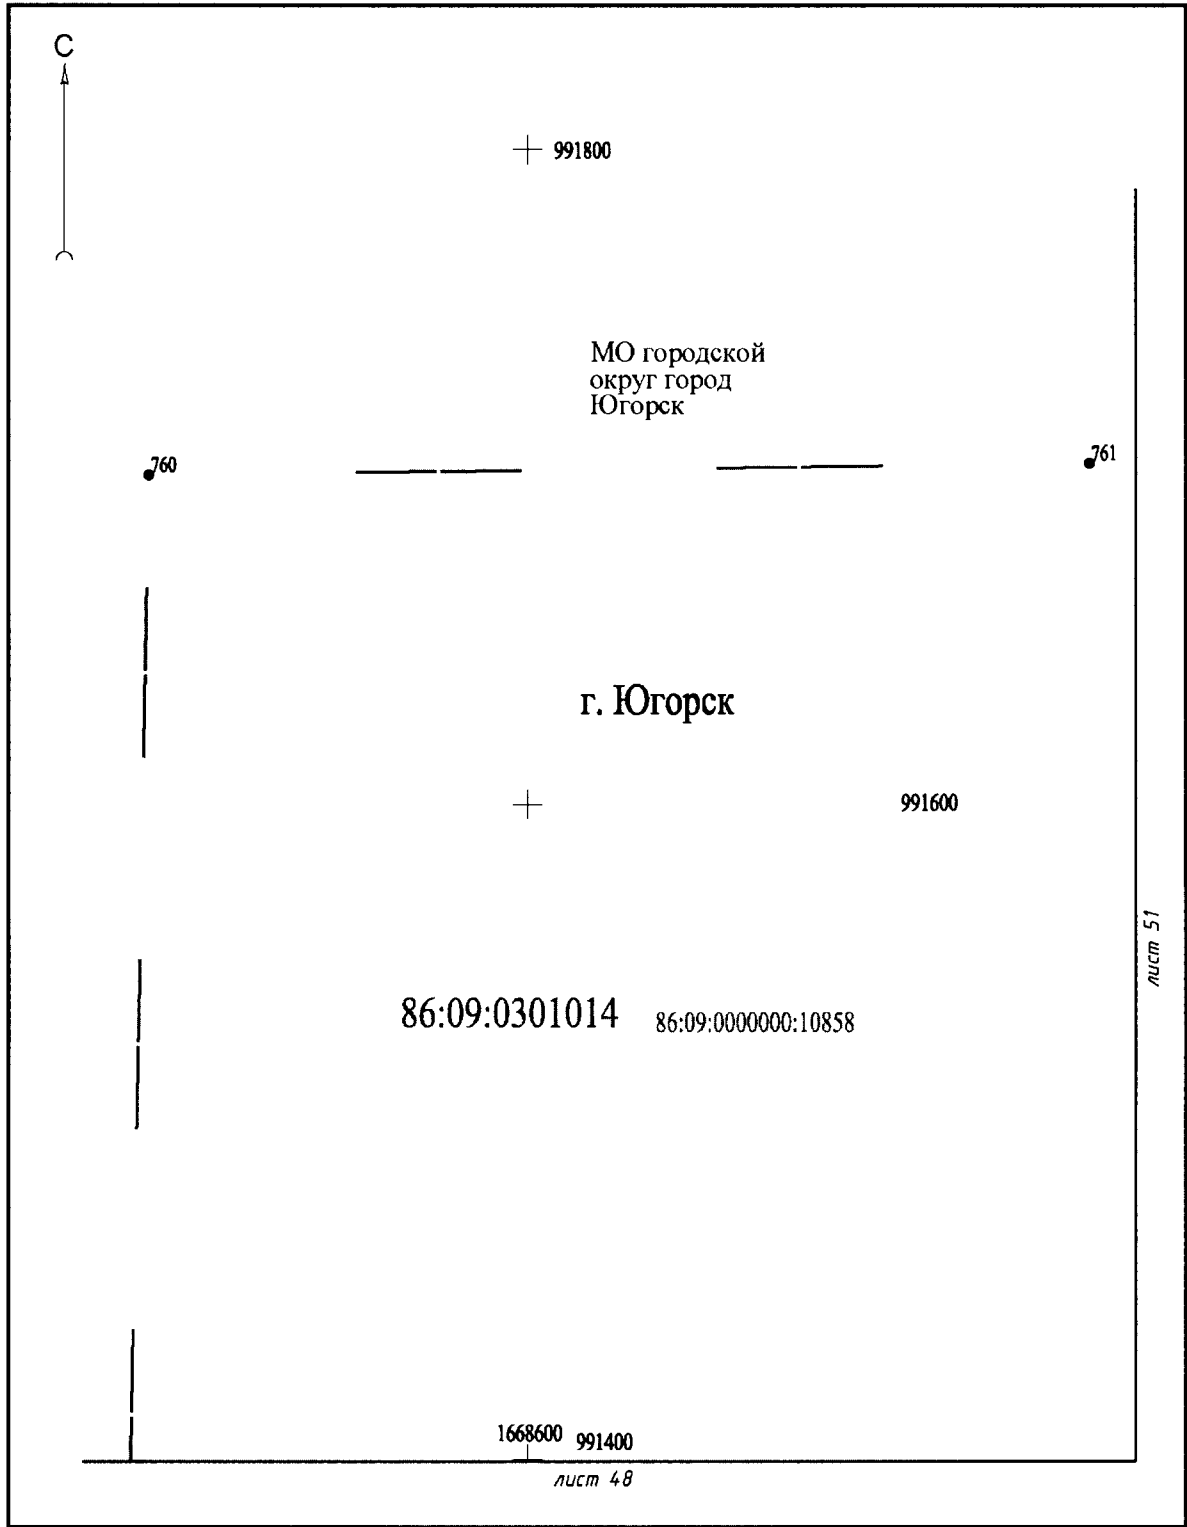 С
991800
МО городской
округ город
Югорск
760
761
г. Югорск
991600
лист 51
86:09:0301014
86:09:0000000:10858
1668600
991400
лист 48